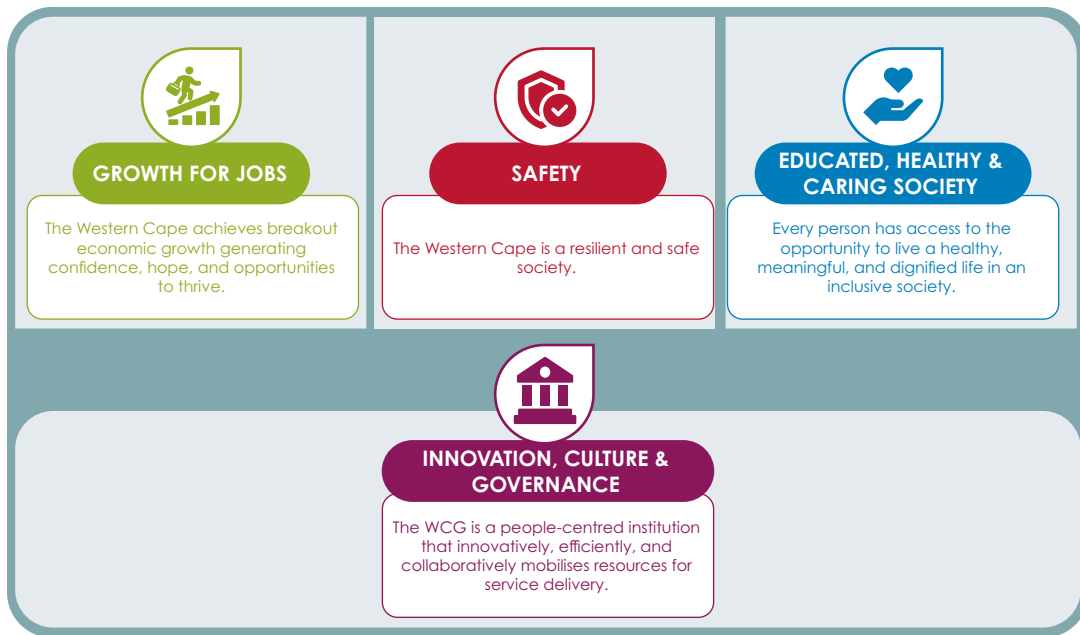 GROWTH FOR JOBS
The Western Cape achieves breakout
economic growth generating
confidence, hope, and opportunities
to thrive.
SAFETY
The Western Cape is a resilient and safe
society.
EDUCATED, HEALTHY &
CARING SOCIETY
Every person has access to the
opportunity to live a healthy,
meaningful, and dignified life in an
inclusive society.
INNOVATION, CULTURE &
GOVERNANCE
The WCG is a people-centred institution
that innovatively, efficiently, and
collaboratively mobilises resources for
service delivery.